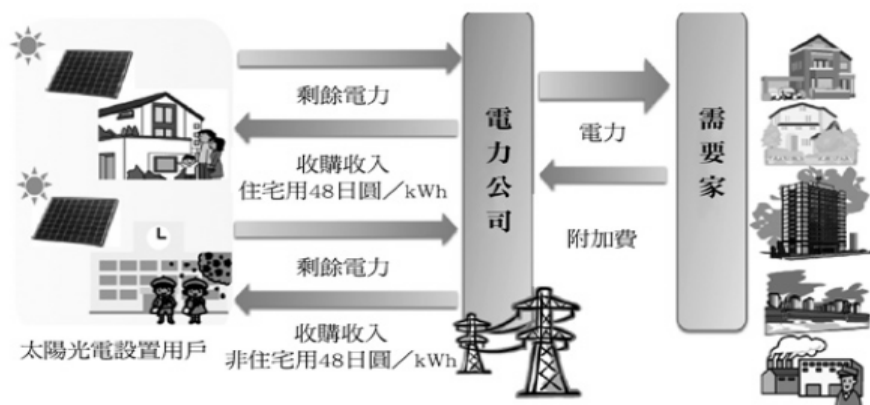 剩餘電力
收購收入
住宅用48日圓／kWh
剩餘電力
收購收入
非住宅用48日圓／kWh
太陽光電設置用戶
電力公司
電力
附加費
需要家